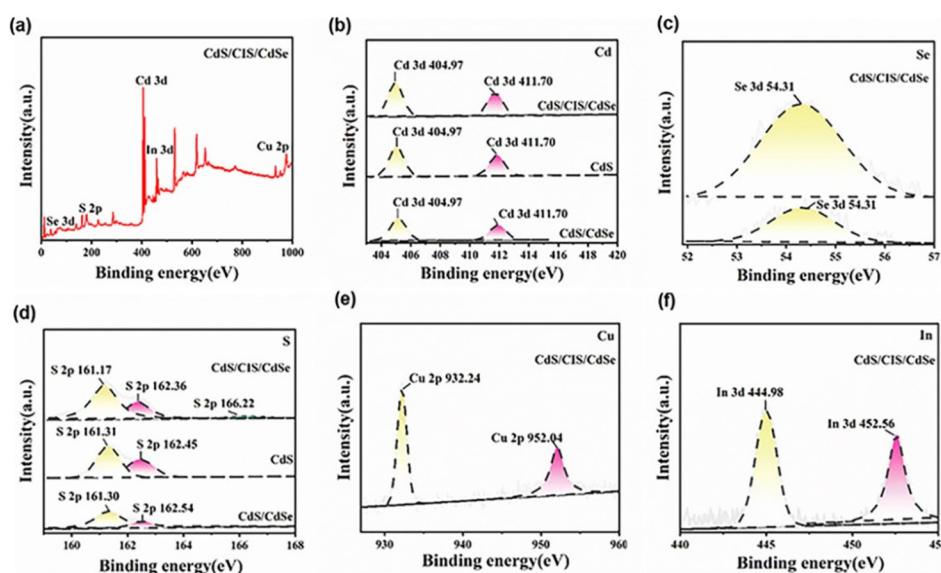 (a)
CdS/CIS/CdSe
Cd 3d
In 3d
Cu 2p
S 2p
Se 3d
Intensity(a.u.)
0 200 400 600 800 1000
Binding energy(eV)
(b)
Cd
Cd 3d 404.97
Cd 3d 411.70
CdS/CIS/CdSe
Cd 3d 404.97
Cd 3d 411.70
CdS
Cd 3d 404.97
Cd 3d 411.70
CdS/CdSe
Intensity(a.u.)
404 406 408 410 412 414 416 418 420
Binding energy(eV)
(c)
Se
CdS/CIS/CdSe
Se 3d 54.31
Se 3d 54.31
Intensity(a.u.)
52 53 54 55 56 57
Binding energy(eV)
(d)
S
CdS/CIS/CdSe
S 2p 161.17
S 2p 162.36
S 2p 166.22
S 2p 161.31
S 2p 162.45
CdS
S 2p 161.30
S 2p 162.54
CdS/CdSe
Intensity(a.u.)
160 162 164 166 168
Binding energy(eV)
(e)
Cu
CdS/CIS/CdSe
Cu 2p 932.24
Cu 2p 952.04
Intensity(a.u.)
930 940 950 960
Binding energy(eV)
(f)
In
CdS/CIS/CdSe
In 3d 444.98
In 3d 452.56
Intensity(a.u.)
440 445 450 45
Binding energy(eV)